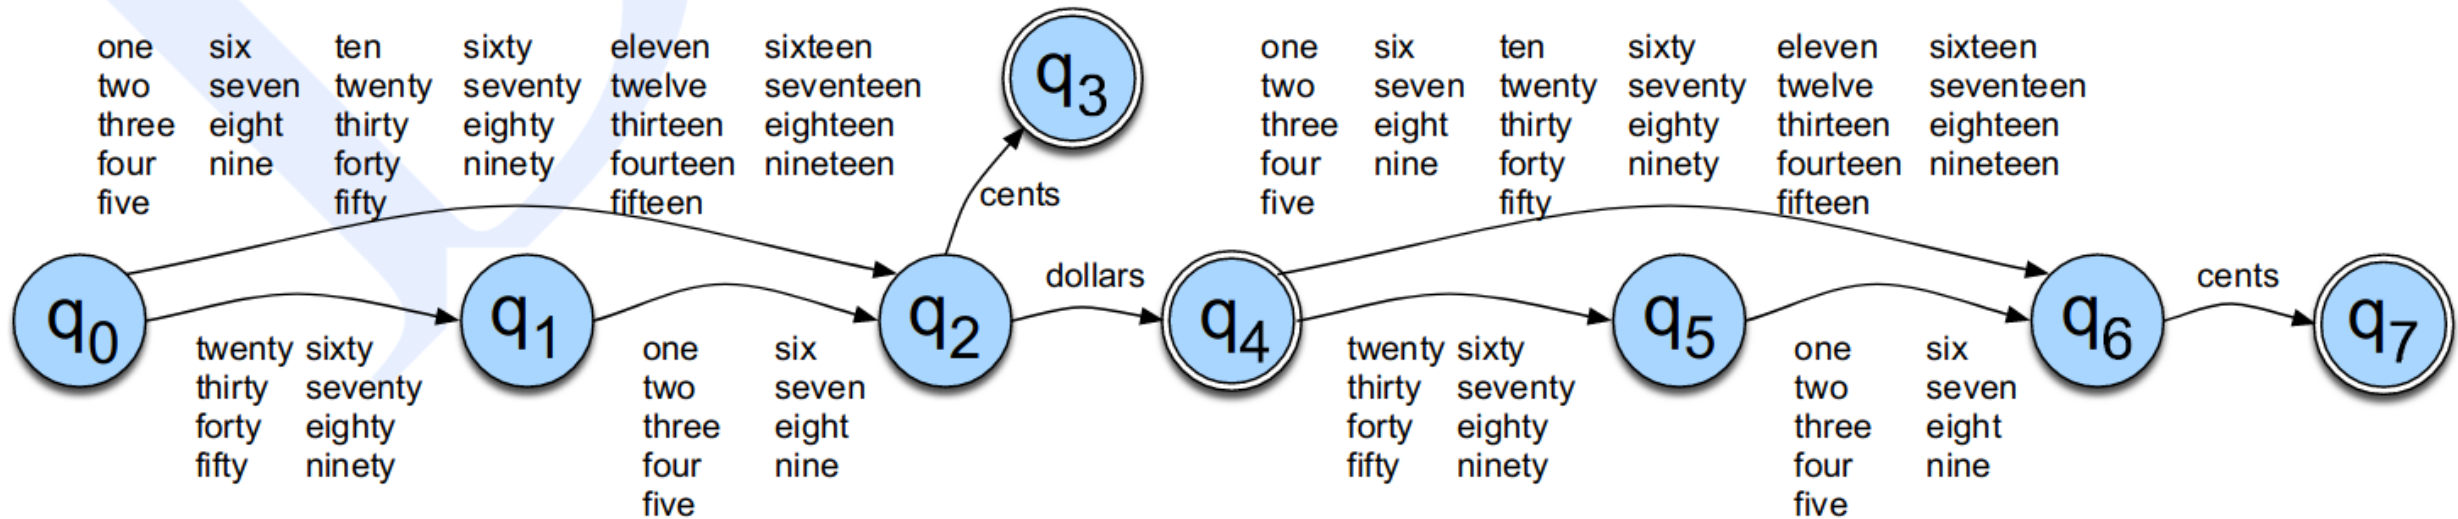 one six ten sixty eleven sixteen
two seven twenty seventy twelve seventeen
three eight thirty eighty thirteen eighteen
four nine forty ninety fourteen nineteen
five fifty fifteen
q3
one six ten sixty eleven sixteen
two seven twenty seventy twelve seventeen
three eight thirty eighty thirteen eighteen
four nine forty ninety fourteen nineteen
five fifty fifteen
cents
dollars
cents
q0
q1
q2
q4
q5
q6
q7
twenty sixty
thirty seventy
forty eighty
fifty ninety
one six
two seven
three eight
four nine
five
twenty sixty
thirty seventy
forty eighty
fifty ninety
one six
two seven
three eight
four nine
five